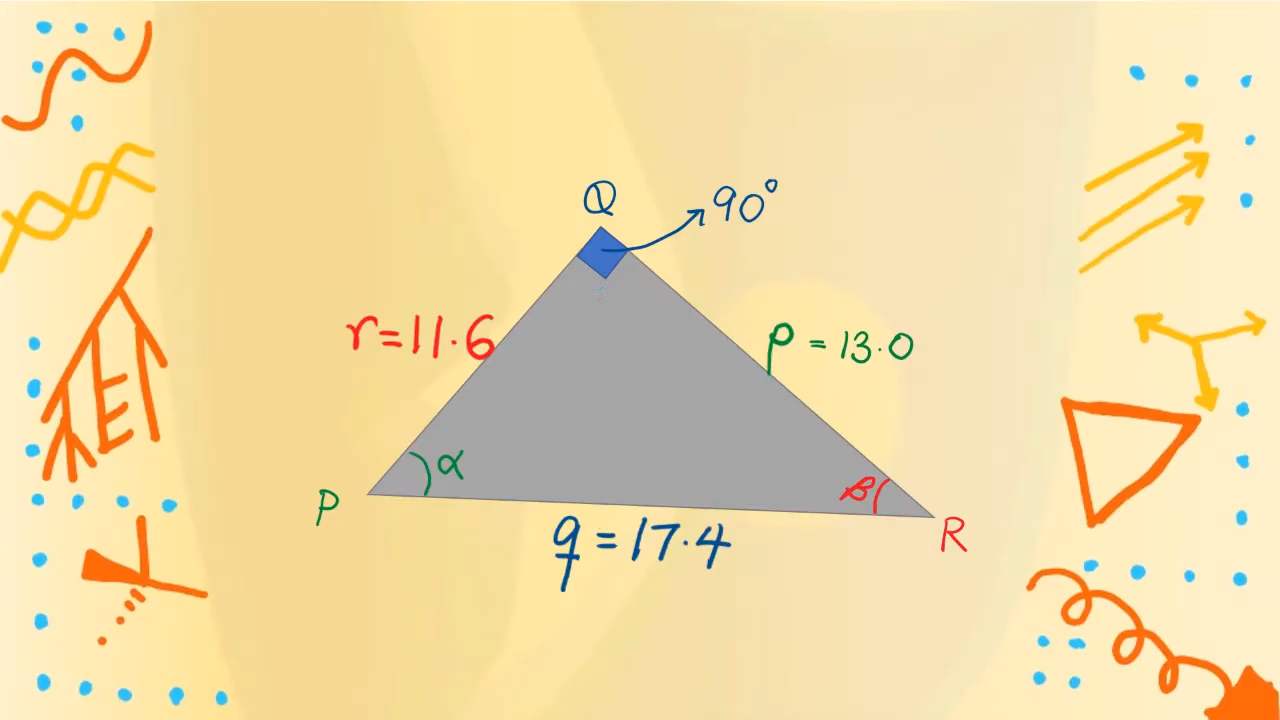 Q
90°
r=11.6
p = 13.0
α
β
P
R
q = 17.4